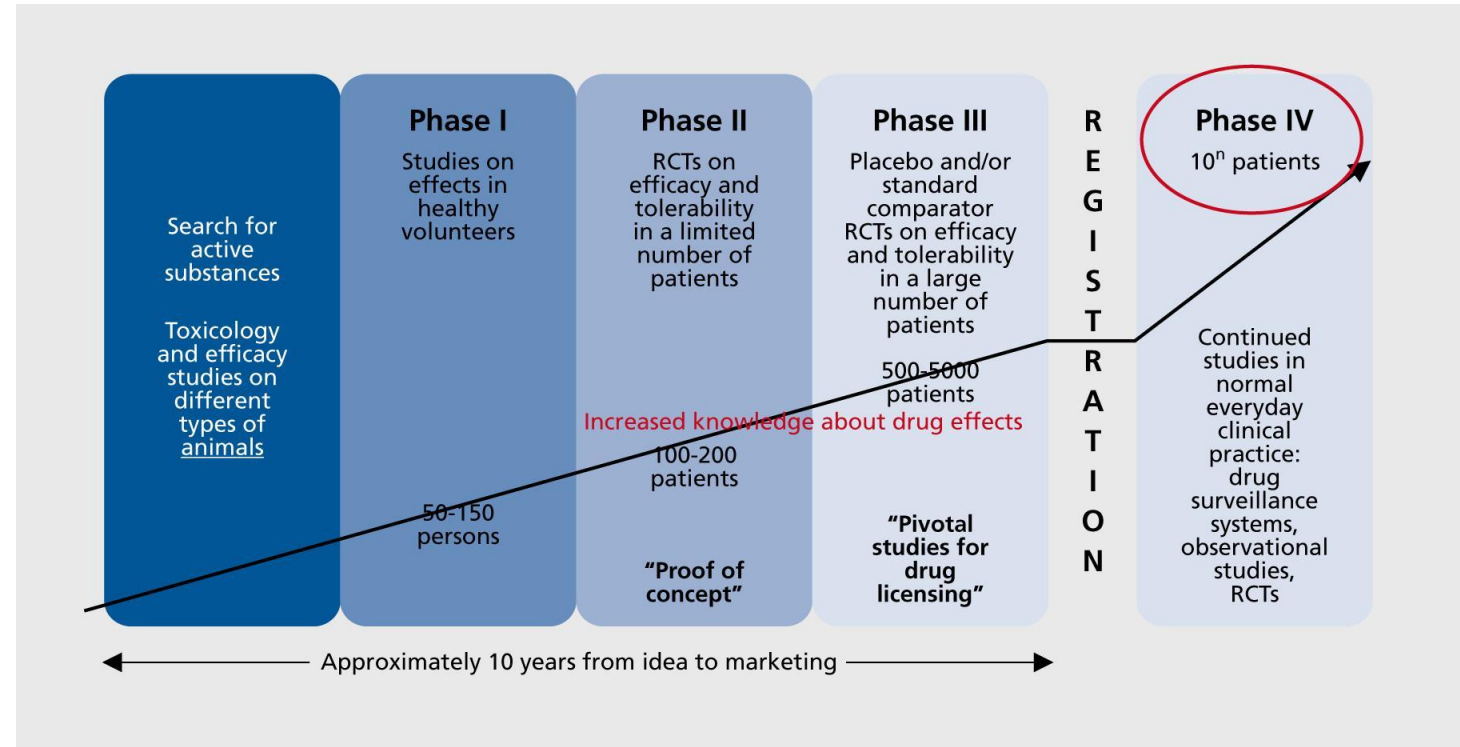 Search for
active
substances
Toxicology
and efficacy
studies on
different
types of
animals
Phase I
Studies on
effects in
healthy
volunteers
50-150
persons
Phase II
RCTs on
efficacy and
tolerability
in a limited
number of
patients
100-200
patients
"Proof of
concept"
Phase III
Placebo and/or
standard
comparator
RCTs on efficacy
and tolerability
in a large
number of
patients
500-5000
patients
"Pivotal
studies for
drug
licensing"
Increased knowledge about drug effects
REGISTRATION
Phase IV
10ⁿ patients
Continued
studies in
normal
everyday
clinical
practice:
drug
surveillance
systems,
observational
studies,
RCTs
Approximately 10 years from idea to marketing